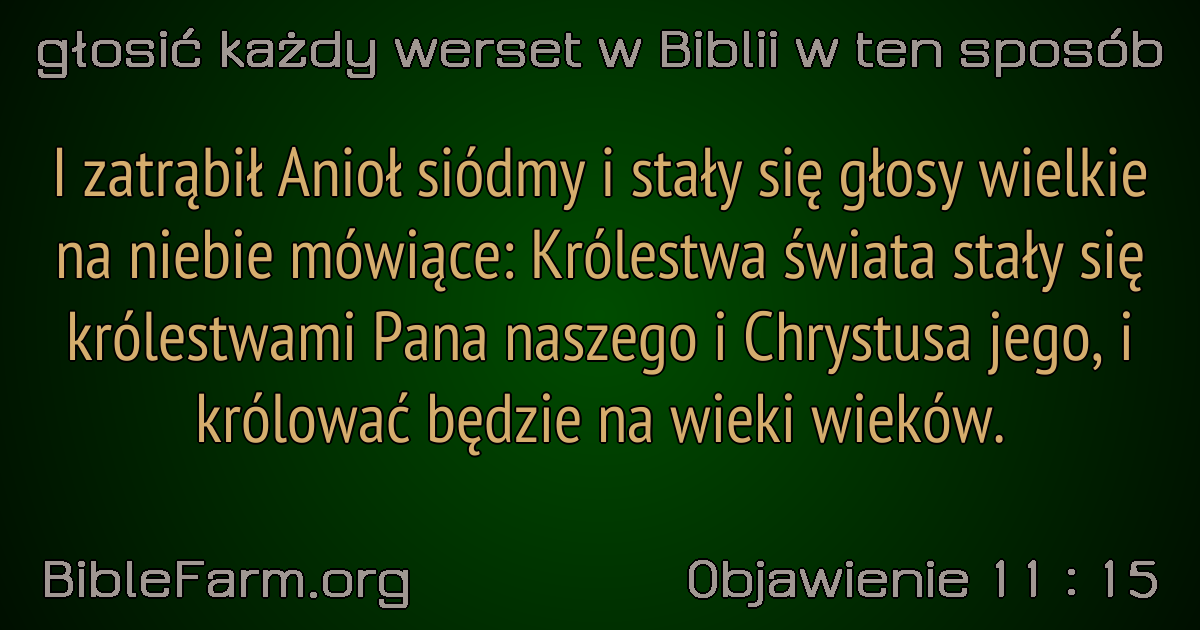 głosić każdy werset w Biblii w ten sposób
I zatrąbił Anioł siódmy i stały się głosy wielkie
na niebie mówiące: Królestwa świata stały się
królestwami Pana naszego i Chrystusa jego, i
królować będzie na wieki wieków.
BibleFarm.org
Objawienie 11 : 15